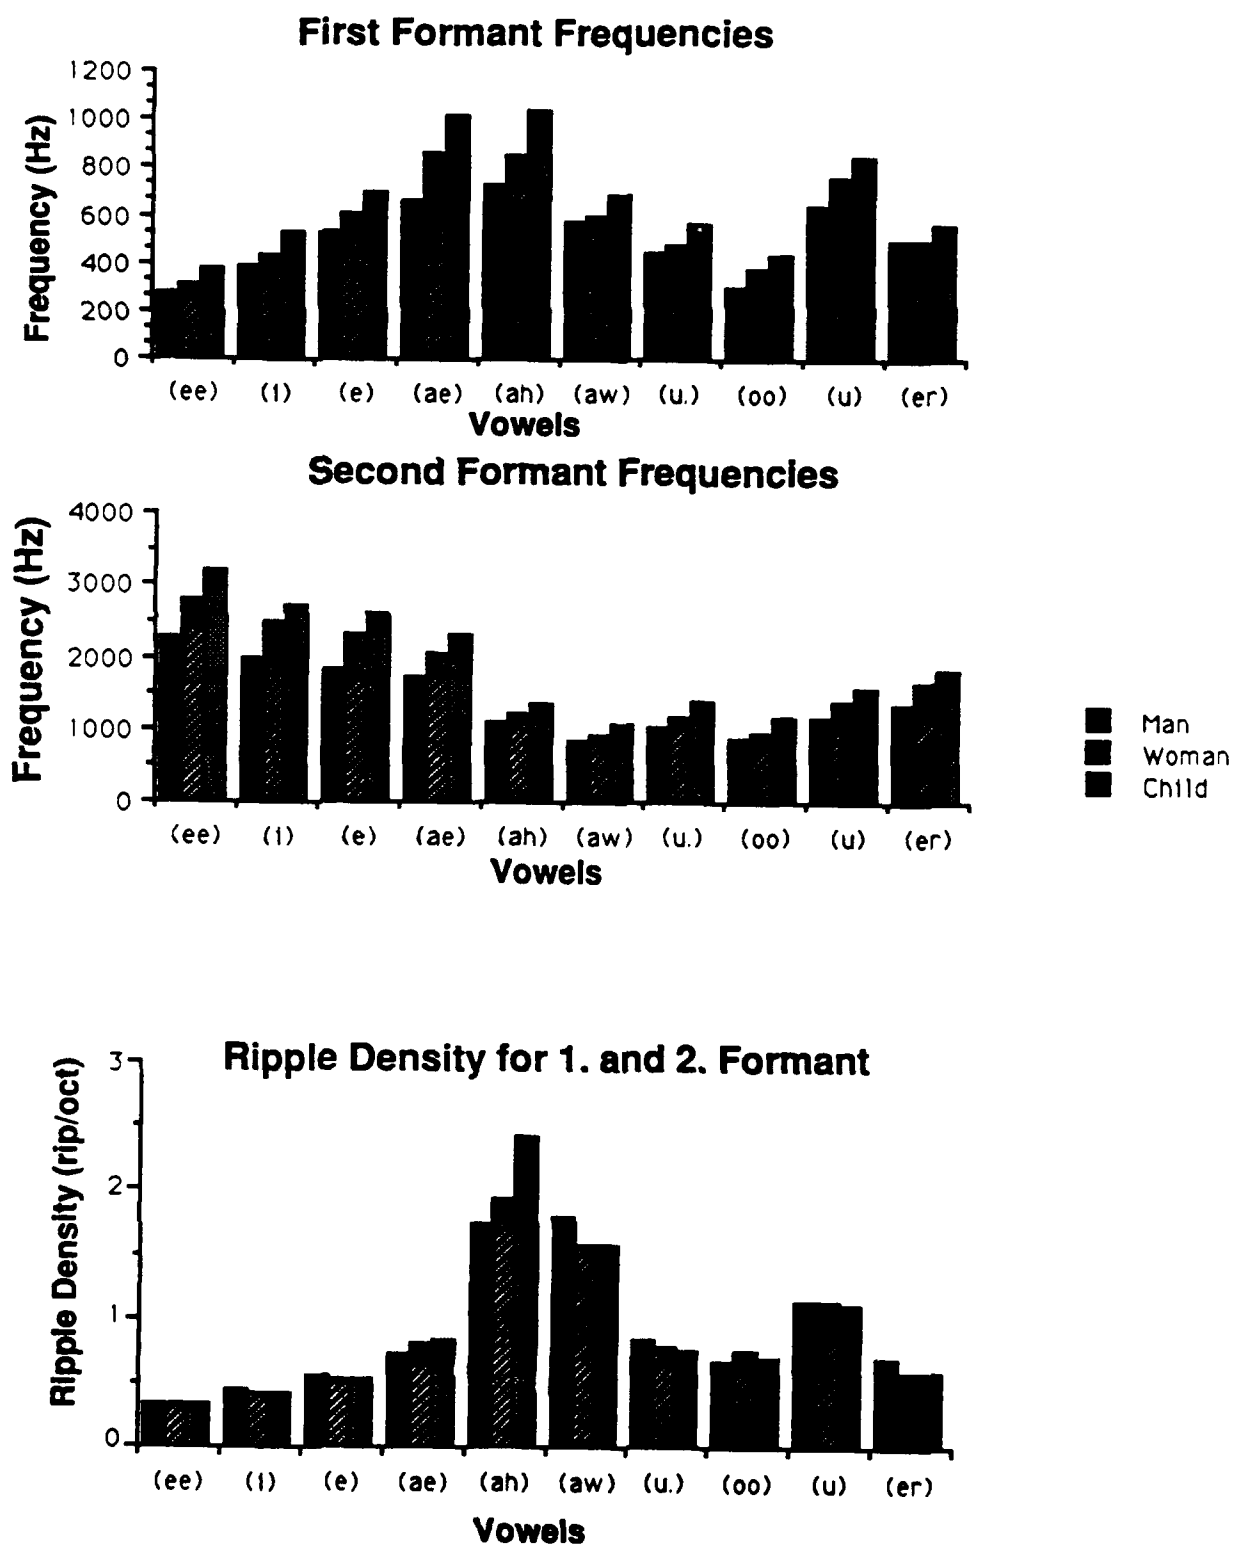 First Formant Frequencies
1200
1000
800
600
400
200
0
Frequency (Hz)
(ee) (i) (e) (ae) (ah) (aw) (u.) (oo) (u) (er)
Vowels
Second Formant Frequencies
4000
3000
2000
1000
0
Frequency (Hz)
(ee) (i) (e) (ae) (ah) (aw) (u.) (oo) (u) (er)
Vowels
Man
Woman
Child
Ripple Density for 1. and 2. Formant
3
2
1
0
Ripple Density (rip/oct)
(ee) (i) (e) (ae) (ah) (aw) (u.) (oo) (u) (er)
Vowels